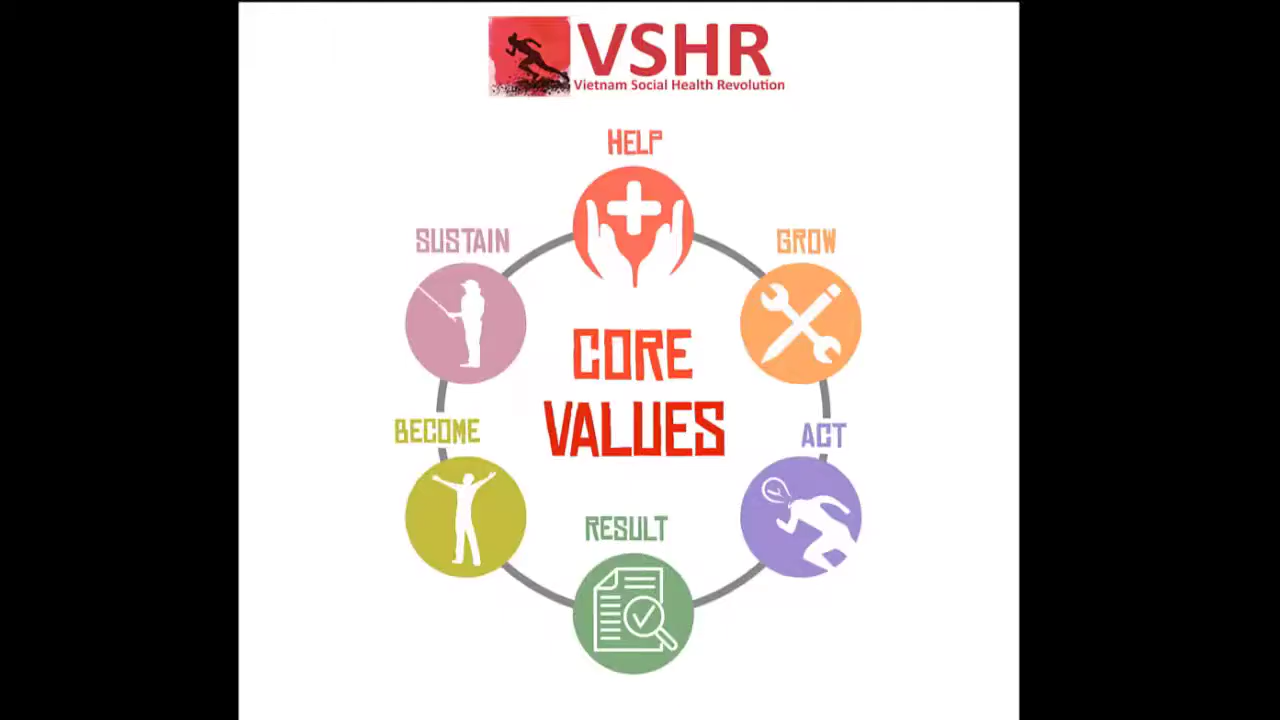 VSHR
Vietnam Social Health Revolution
HELP
SUSTAIN
GROW
CORE
VALUES
BECOME
ACT
RESULT